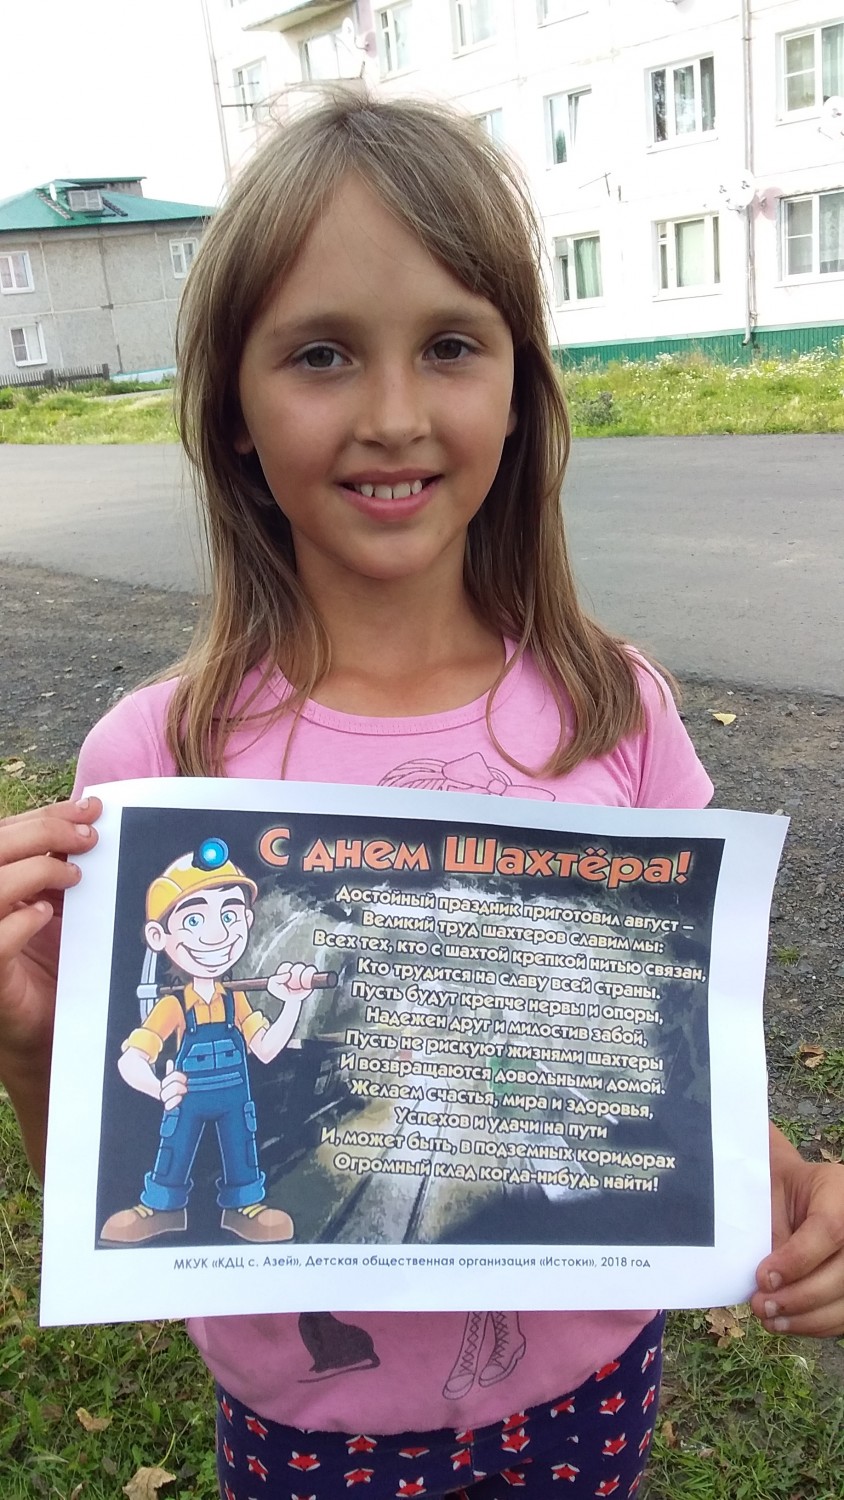 С днем Шахтёра!
Достойный праздник приготовил август –
Великий труд шахтеров славим мы:
Всех тех, кто с шахтой крепкой нитью связан,
Кто трудится на славу всей страны.
Пусть будут крепче нервы и опоры,
Надежен друг и милостив забой,
Пусть не рискуют жизнями шахтеры
И возвращаются довольными домой.
Желаем счастья, мира и здоровья,
Успехов и удачи на пути
И, может быть, в подземных коридорах
Огромный клад когда-нибудь найти!
МКУК «КДЦ с. Азей», Детская общественная организация «Истоки», 2018 год